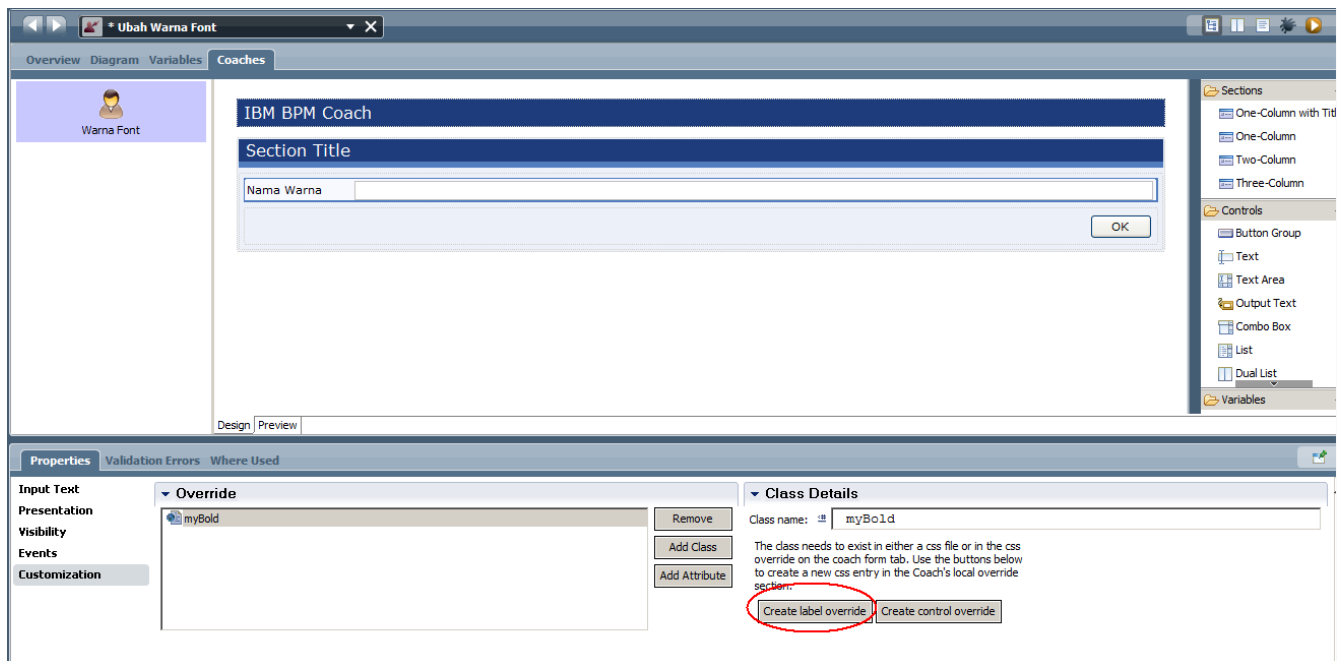 * Ubah Warna Font
Overview Diagram Variables Coaches
Warna Font
IBM BPM Coach
Section Title
Nama Warna
OK
Design Preview
Sections
One-Column with Titl
One-Column
Two-Column
Three-Column
Controls
Button Group
Text
Text Area
Output Text
Combo Box
List
Dual List
Variables
Properties Validation Errors Where Used
Input Text
Presentation
Visibility
Events
Customization
Override
myBold
Remove
Add Class
Add Attribute
Class Details
Class name: myBold
The class needs to exist in either a css file or in the css
override on the coach form tab. Use the buttons below
to create a new css entry in the Coach's local override
section.
Create label override Create control override